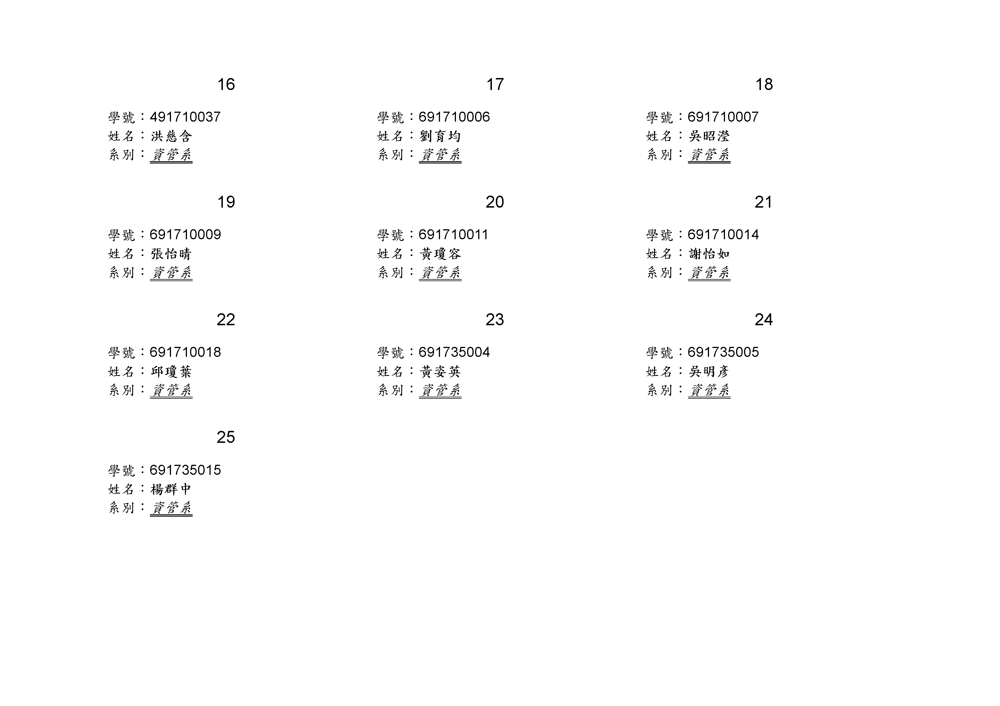 16
學號：491710037
姓名：洪慈含
系別：資管系
17
學號：691710006
姓名：劉育均
系別：資管系
18
學號：691710007
姓名：吳昭瀅
系別：資管系
19
學號：691710009
姓名：張怡晴
系別：資管系
20
學號：691710011
姓名：黃瓊容
系別：資管系
21
學號：691710014
姓名：謝怡如
系別：資管系
22
學號：691710018
姓名：邱瓊葉
系別：資管系
23
學號：691735004
姓名：黃姿英
系別：資管系
24
學號：691735005
姓名：吳明彥
系別：資管系
25
學號：691735015
姓名：楊群中
系別：資管系